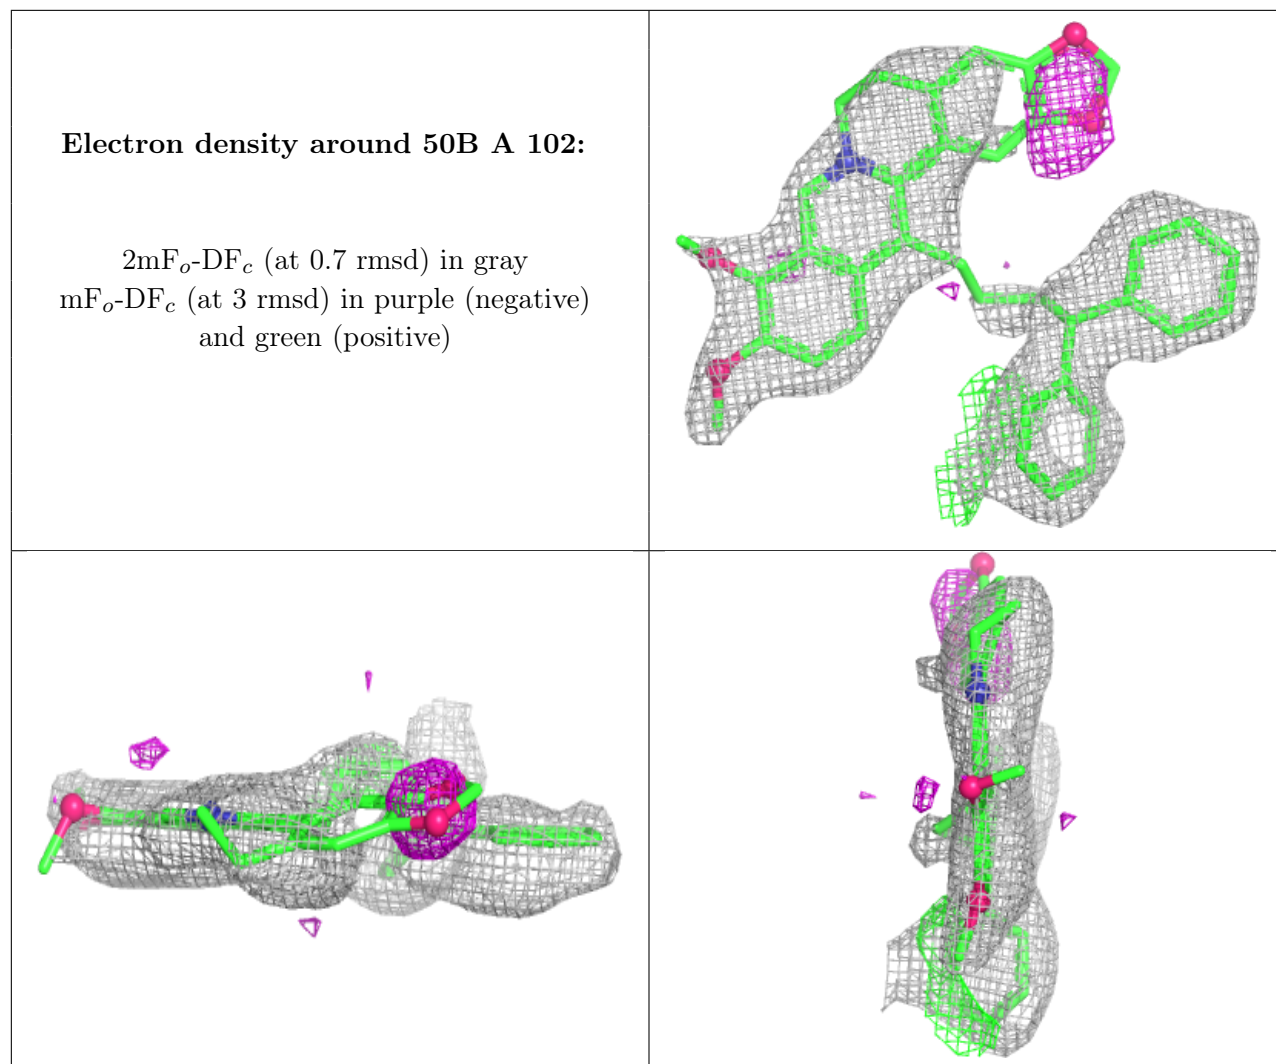 Electron density around 50B A 102:
2mFo-DFc (at 0.7 rmsd) in gray
mFo-DFc (at 3 rmsd) in purple (negative)
and green (positive)